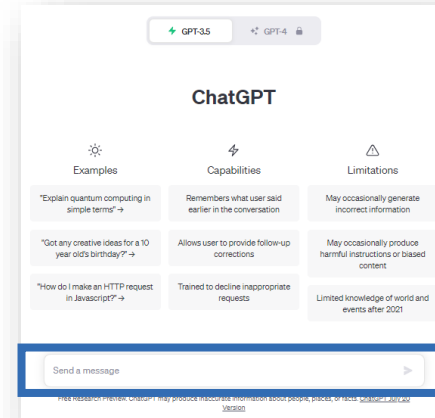 GPT-3.5
GPT-4
ChatGPT
Examples
"Explain quantum computing in
simple terms" →
"Got any creative ideas for a 10
year old's birthday?" →
"How do I make an HTTP request
in Javascript?" →
Capabilities
Remembers what user said
earlier in the conversation
Allows user to provide follow-up
corrections
Trained to decline inappropriate
requests
Limitations
May occasionally generate
incorrect information
May occasionally produce
harmful instructions or biased
content
Limited knowledge of world and
events after 2021
Send a message
Free Research Preview. ChatGPT may produce inaccurate information about people, places, or facts. ChatGPT July 20
Version